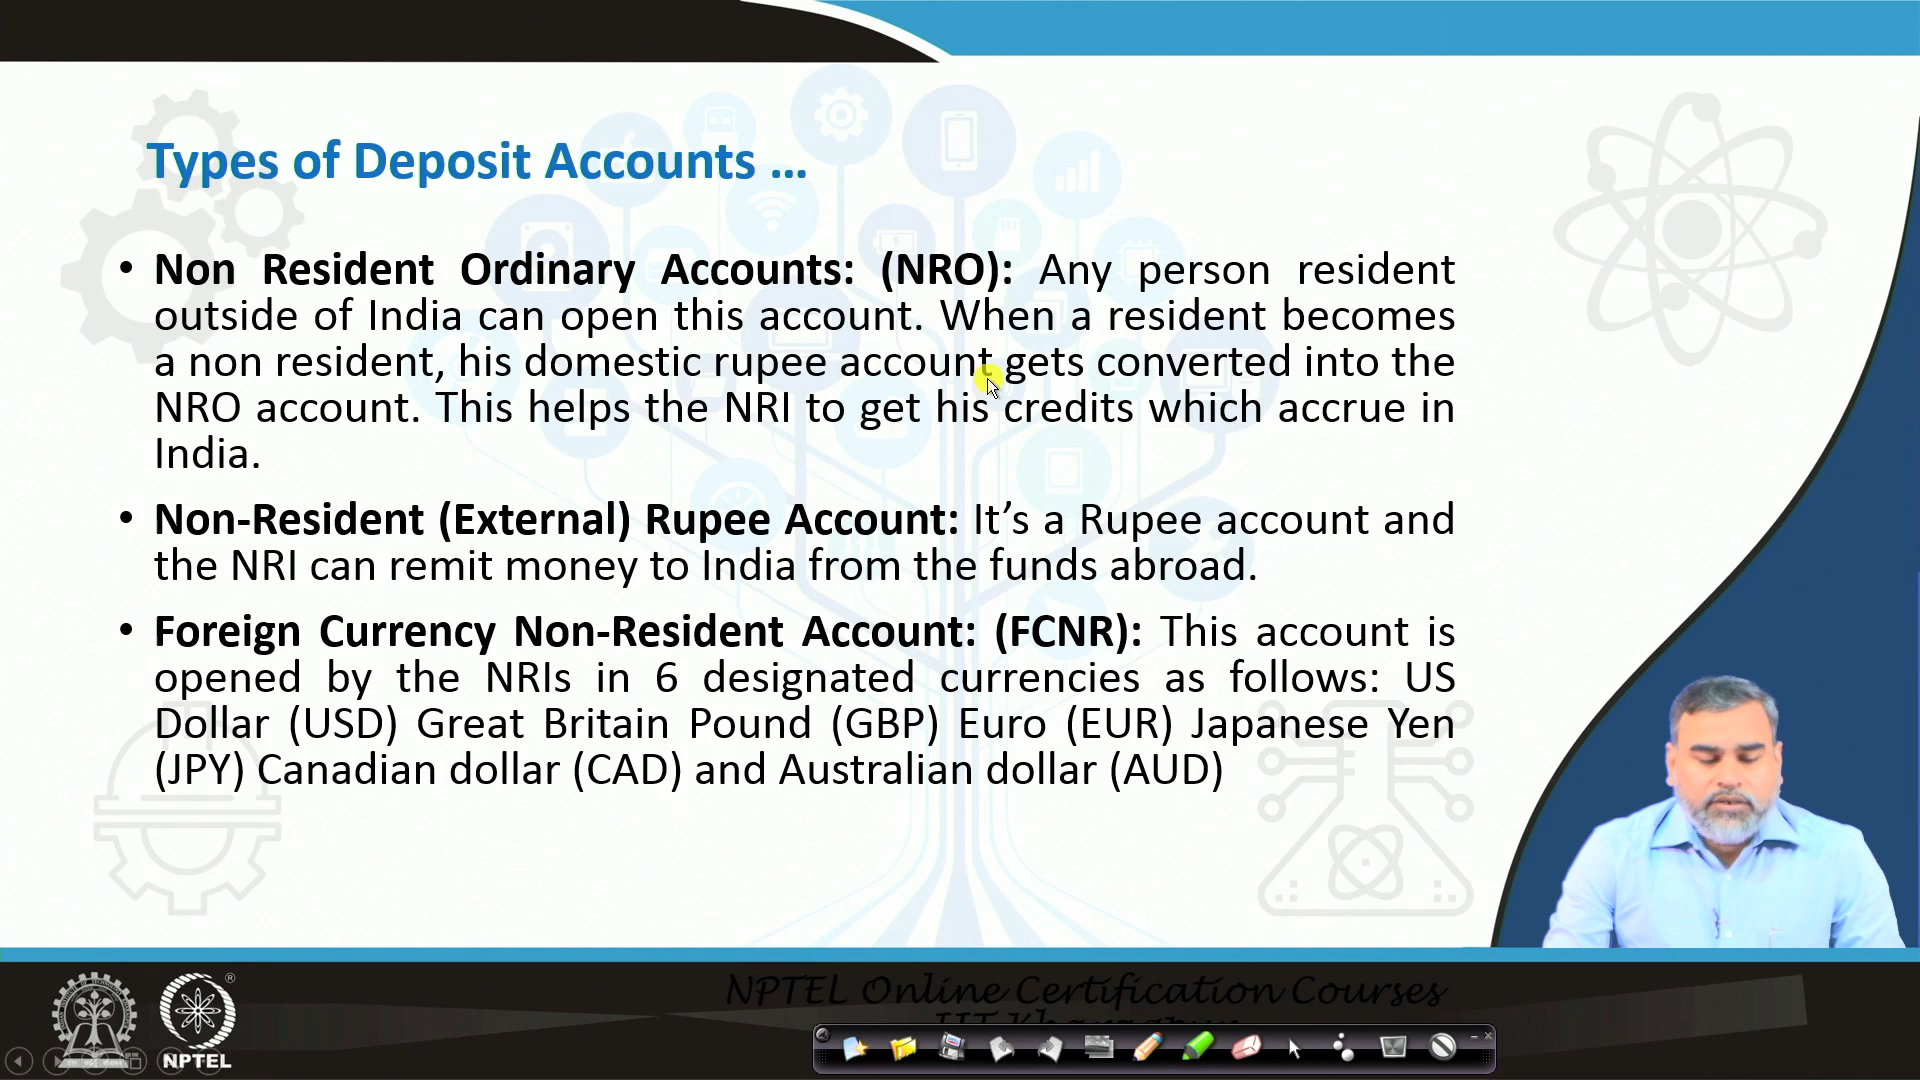 Types of Deposit Accounts ...
• Non Resident Ordinary Accounts: (NRO): Any person resident
outside of India can open this account. When a resident becomes
a non resident, his domestic rupee account gets converted into the
NRO account. This helps the NRI to get his credits which accrue in
India.
• Non-Resident (External) Rupee Account: It’s a Rupee account and
the NRI can remit money to India from the funds abroad.
• Foreign Currency Non-Resident Account: (FCNR): This account is
opened by the NRIs in 6 designated currencies as follows: US
Dollar (USD) Great Britain Pound (GBP) Euro (EUR) Japanese Yen
(JPY) Canadian dollar (CAD) and Australian dollar (AUD)
NPTEL Online Certification Courses
IIT Kharagpur
®
NPTEL